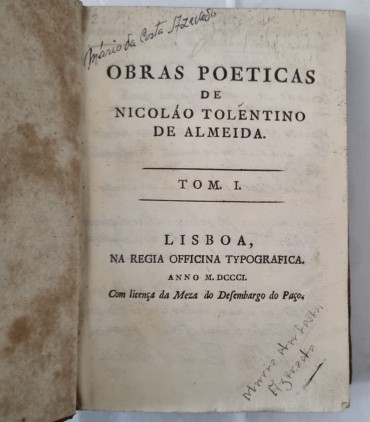 Mário da Costa Azevedo
OBRAS POETICAS
DE
NICOLÁO TOLENTINO
DE ALMEIDA.
TOM. I.
LISBOA,
NA REGIA OFFICINA TYPOGRAFICA.
ANNO M. DCCCI.
Com licença da Meza do Desembargo do Paço.